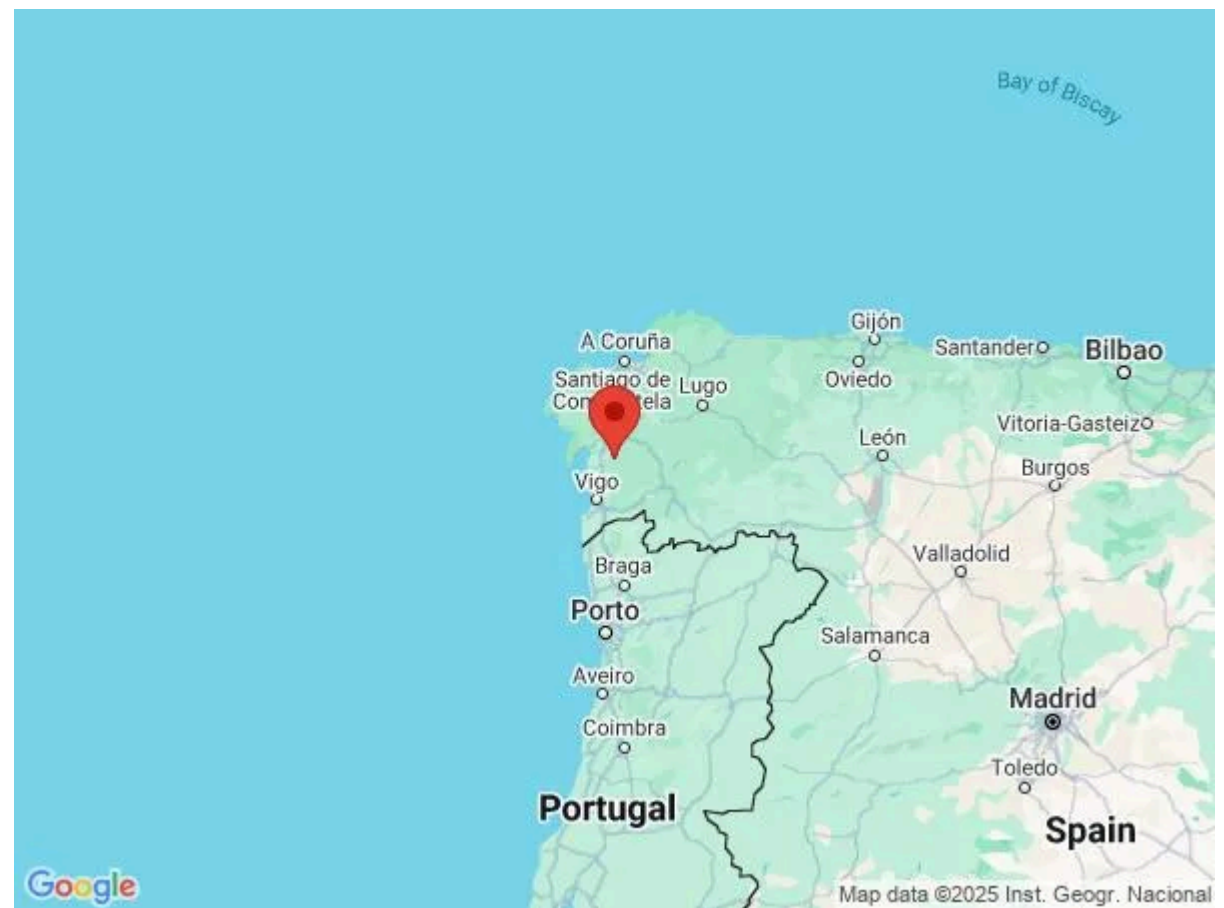 Bay of Biscay
Gijón
A Coruña
Santander
Bilbao
Santiago de
Lugo
Oviedo
Vitoria-Gasteiz
León
Burgos
Vigo
Valladolid
Braga
Porto
Salamanca
Aveiro
Madrid
Coimbra
Toledo
Portugal
Spain
Google
Map data ©2025 Inst. Geogr. Nacional